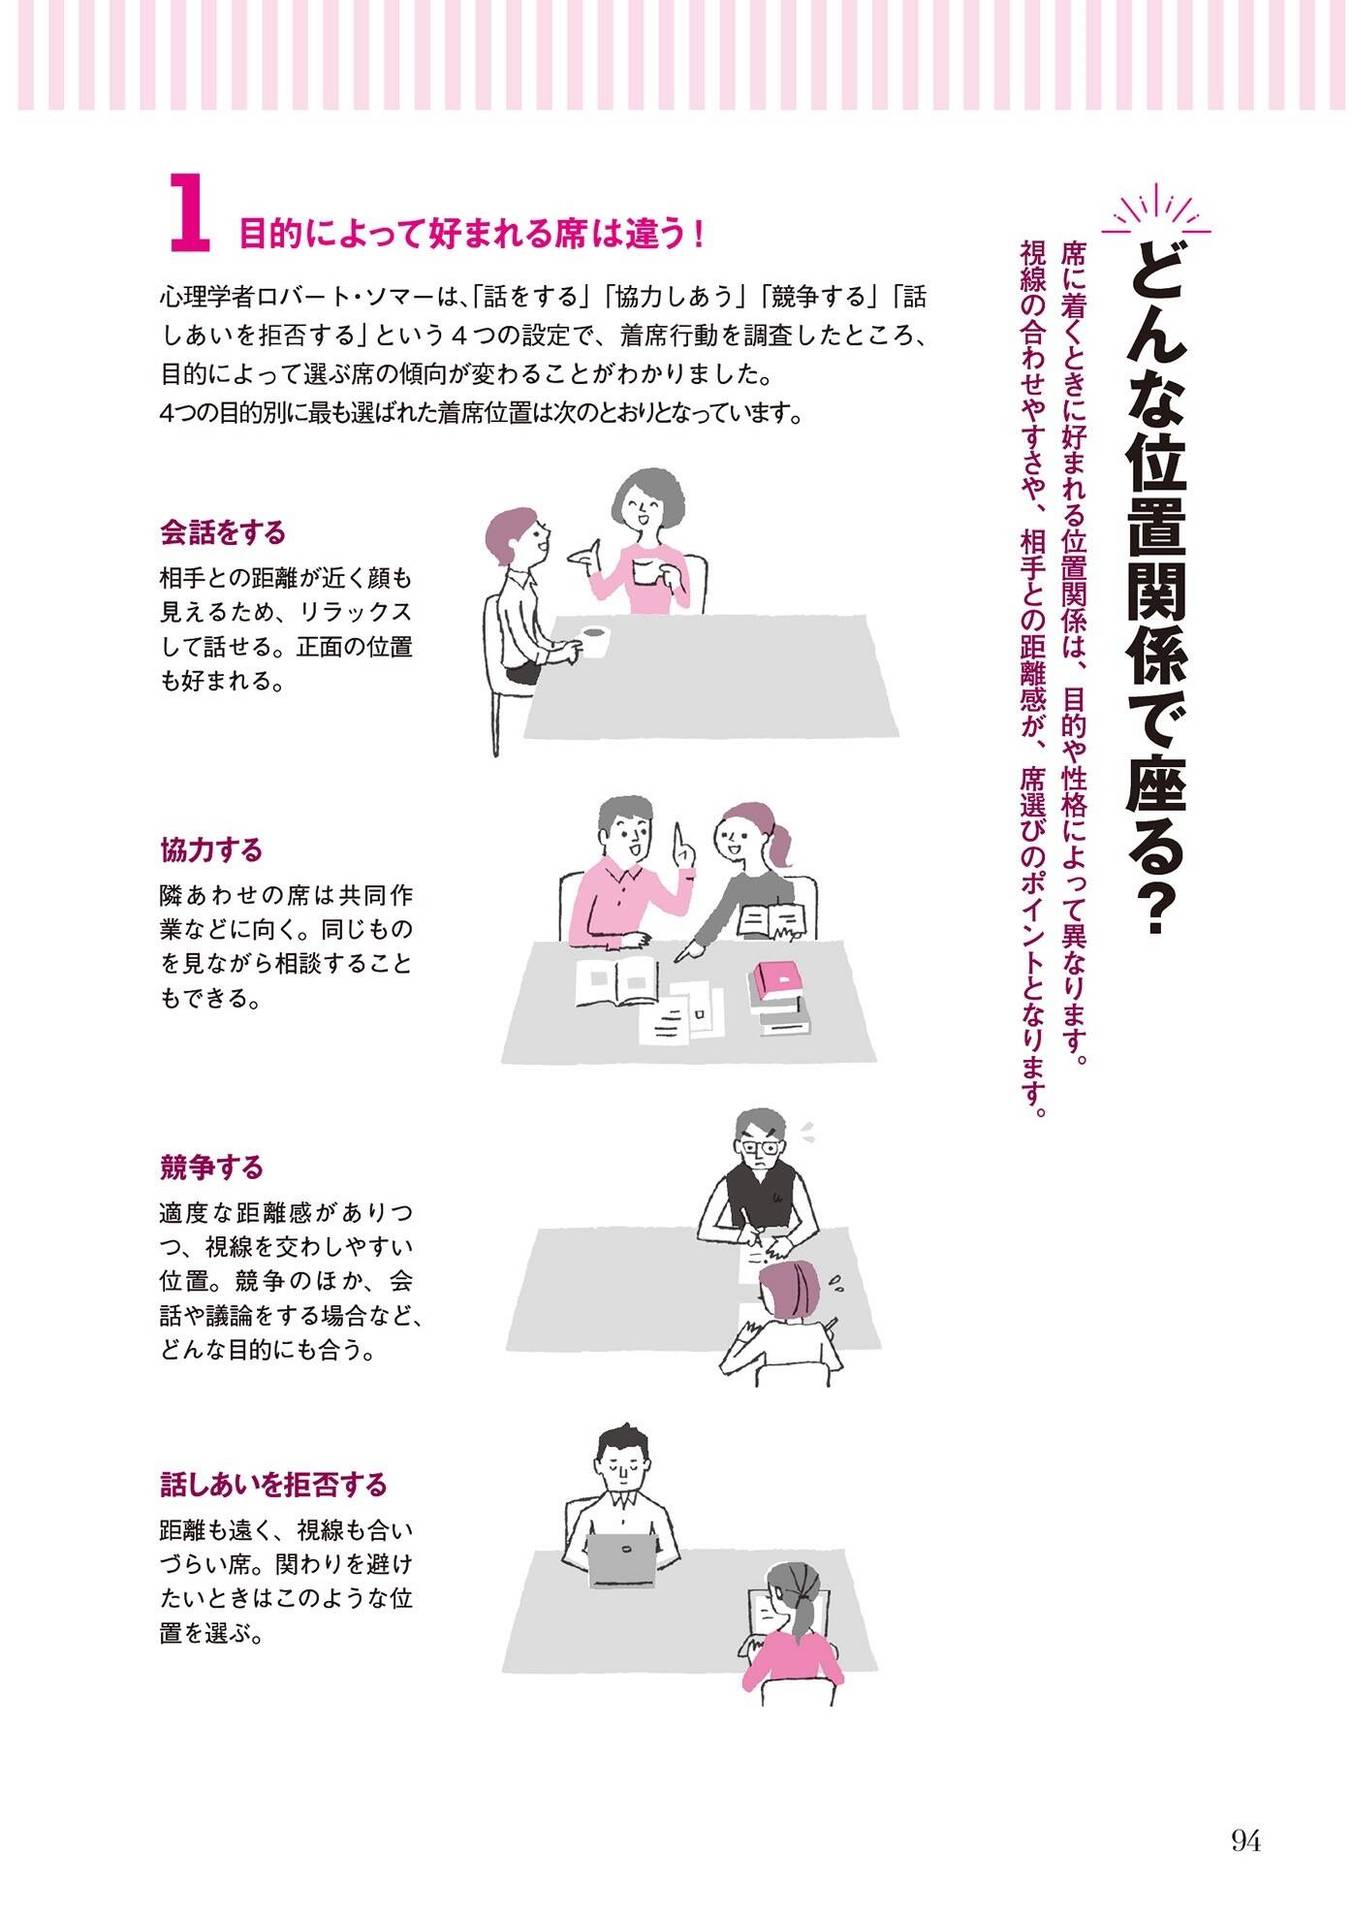 どんな位置関係で座る？
席に着くときに好まれる位置関係は、目的や性格によって異なります。
視線の合わせやすさや、相手との距離感が、席選びのポイントとなります。
1 目的によって好まれる席は違う！
心理学者ロバート・ソマーは、「話をする」「協力しあう」「競争する」「話
しあいを拒否する」という４つの設定で、着席行動を調査したところ、
目的によって選ぶ席の傾向が変わることがわかりました。
4つの目的別に最も選ばれた着席位置は次のとおりとなっています。
会話をする
相手との距離が近く顔も
見えるため、リラックス
して話せる。正面の位置
も好まれる。
協力する
隣あわせの席は共同作
業などに向く。同じもの
を見ながら相談すること
もできる。
競争する
適度な距離感がありつ
つ、視線を交わしやすい
位置。競争のほか、会
話や議論をする場合など、
どんな目的にも合う。
話しあいを拒否する
距離も遠く、視線も合い
づらい席。関わりを避け
たいときはこのような位
置を選ぶ。
94